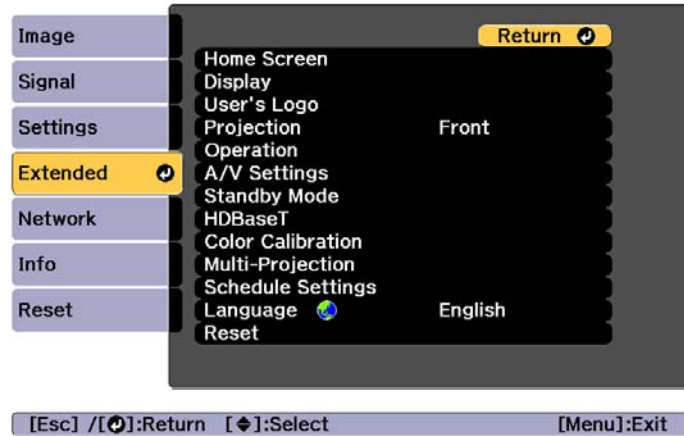 Image
Signal
Settings
Extended
Network
Info
Reset
Return
Home Screen
Display
User's Logo
Projection Front
Operation
A/V Settings
Standby Mode
HDBaseT
Color Calibration
Multi-Projection
Schedule Settings
Language English
Reset
[Esc] /[ ]:Return [ ]:Select [Menu]:Exit